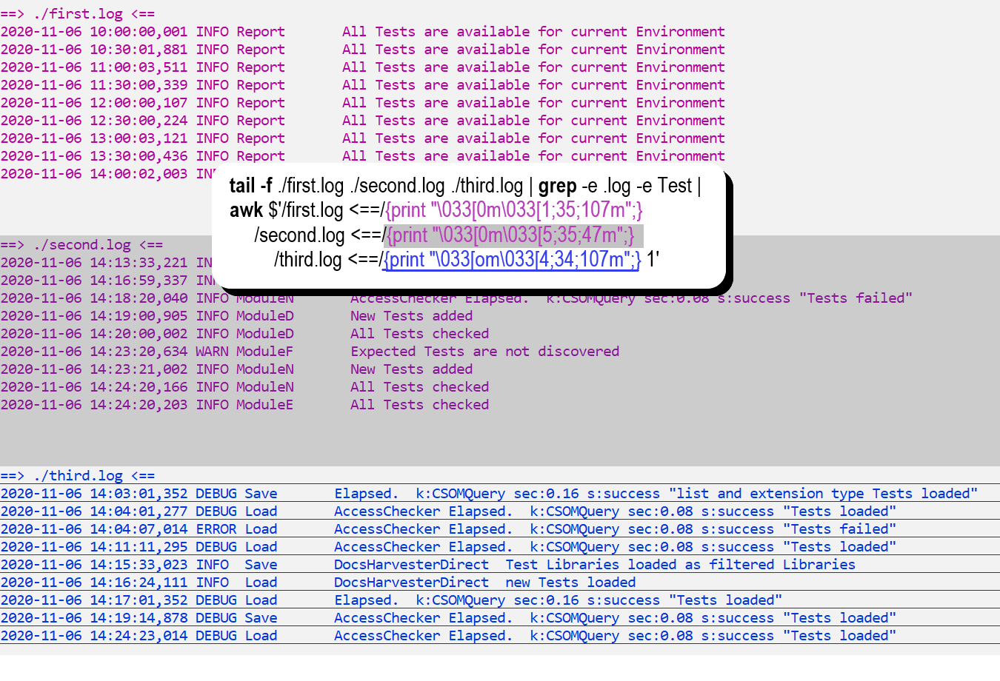 ==> ./first.log <==
2020-11-06 10:00:00,001 INFO Report       All Tests are available for current Environment
2020-11-06 10:30:01,881 INFO Report       All Tests are available for current Environment
2020-11-06 11:00:03,511 INFO Report       All Tests are available for current Environment
2020-11-06 11:30:00,339 INFO Report       All Tests are available for current Environment
2020-11-06 12:00:00,107 INFO Report       All Tests are available for current Environment
2020-11-06 12:30:00,224 INFO Report       All Tests are available for current Environment
2020-11-06 13:00:03,121 INFO Report       All Tests are available for current Environment
2020-11-06 13:30:00,436 INFO Report       All Tests are available for current Environment
2020-11-06 14:00:02,003
tail -f ./first.log ./second.log ./third.log | grep -e .log -e Test |
awk $'/first.log <==/{print "\033[0m\033[1;35;107m";}
/second.log <==/{print "\033[0m\033[5;35;47m";}
/third.log <==/{print "\033[om\033[4;34;107m";} 1'
==> ./second.log <==
2020-11-06 14:13:33,221
2020-11-06 14:16:59,337
2020-11-06 14:18:20,040 INFO ModuleN       AccessChecker Elapsed.  k:CSOMQuery sec:0.08 s:success "Tests failed"
2020-11-06 14:19:00,905 INFO ModuleD       New Tests added
2020-11-06 14:20:00,002 INFO ModuleD       All Tests checked
2020-11-06 14:23:20,634 WARN ModuleF       Expected Tests are not discovered
2020-11-06 14:23:21,002 INFO ModuleN       New Tests added
2020-11-06 14:24:20,166 INFO ModuleN       All Tests checked
2020-11-06 14:24:20,203 INFO ModuleE       All Tests checked
==> ./third.log <==
2020-11-06 14:03:01,352 DEBUG Save       Elapsed.  k:CSOMQuery sec:0.16 s:success "list and extension type Tests loaded"
2020-11-06 14:04:01,277 DEBUG Load       AccessChecker Elapsed.  k:CSOMQuery sec:0.08 s:success "Tests loaded"
2020-11-06 14:04:07,014 ERROR Load       AccessChecker Elapsed.  k:CSOMQuery sec:0.08 s:success "Tests failed"
2020-11-06 14:11:11,295 DEBUG Load       AccessChecker Elapsed.  k:CSOMQuery sec:0.08 s:success "Tests loaded"
2020-11-06 14:15:33,023 INFO  Save       DocsHarvesterDirect  Test Libraries loaded as filtered Libraries
2020-11-06 14:16:24,111 INFO  Load       DocsHarvesterDirect  new Tests loaded
2020-11-06 14:17:01,352 DEBUG Load       Elapsed.  k:CSOMQuery sec:0.16 s:success "Tests loaded"
2020-11-06 14:19:14,878 DEBUG Save       AccessChecker Elapsed.  k:CSOMQuery sec:0.08 s:success "Tests loaded"
2020-11-06 14:24:23,014 DEBUG Load       AccessChecker Elapsed.  k:CSOMQuery sec:0.08 s:success "Tests loaded"